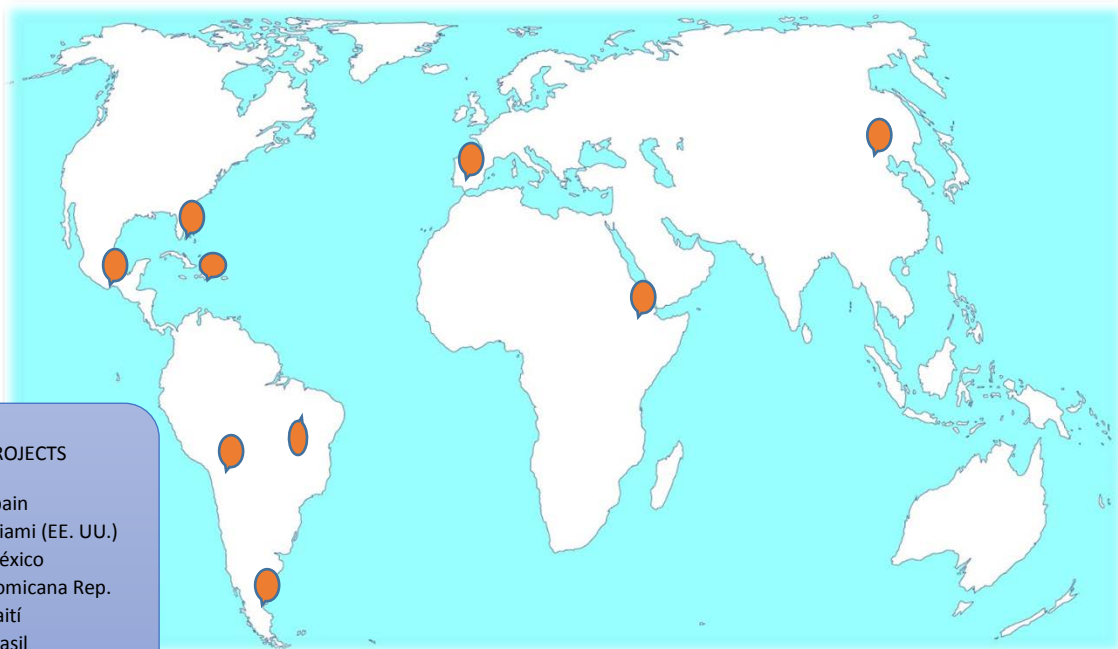 ROJECTS
pain
iami (EE. UU.)
éxico
omicana Rep.
aití
asil